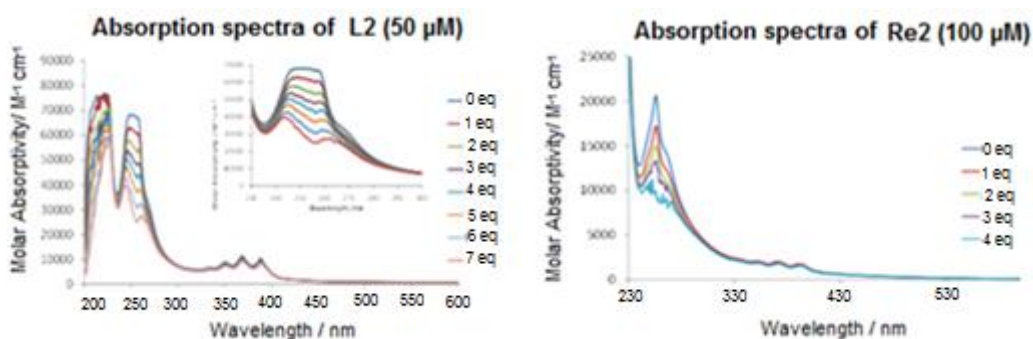 Absorption spectra of L2 (50 µM)
Molar Absorptivity/ M⁻¹ cm⁻¹
90000
80000
70000
60000
50000
40000
30000
20000
10000
0
200 250 300 350 400 450 500 550 600
Wavelength / nm
0 eq
1 eq
2 eq
3 eq
4 eq
5 eq
6 eq
7 eq
Absorption spectra of Re2 (100 µM)
Molar Absorptivity/ M⁻¹ cm⁻¹
25000
20000
15000
10000
5000
0
230 330 430 530
Wavelength / nm
0 eq
1 eq
2 eq
3 eq
4 eq